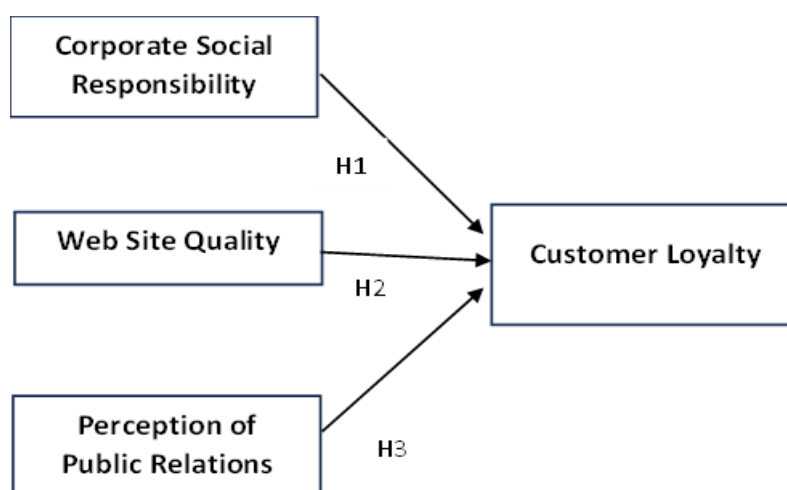 Corporate Social
Responsibility
H1
Web Site Quality
Customer Loyalty
H2
Perception of
Public Relations
H3